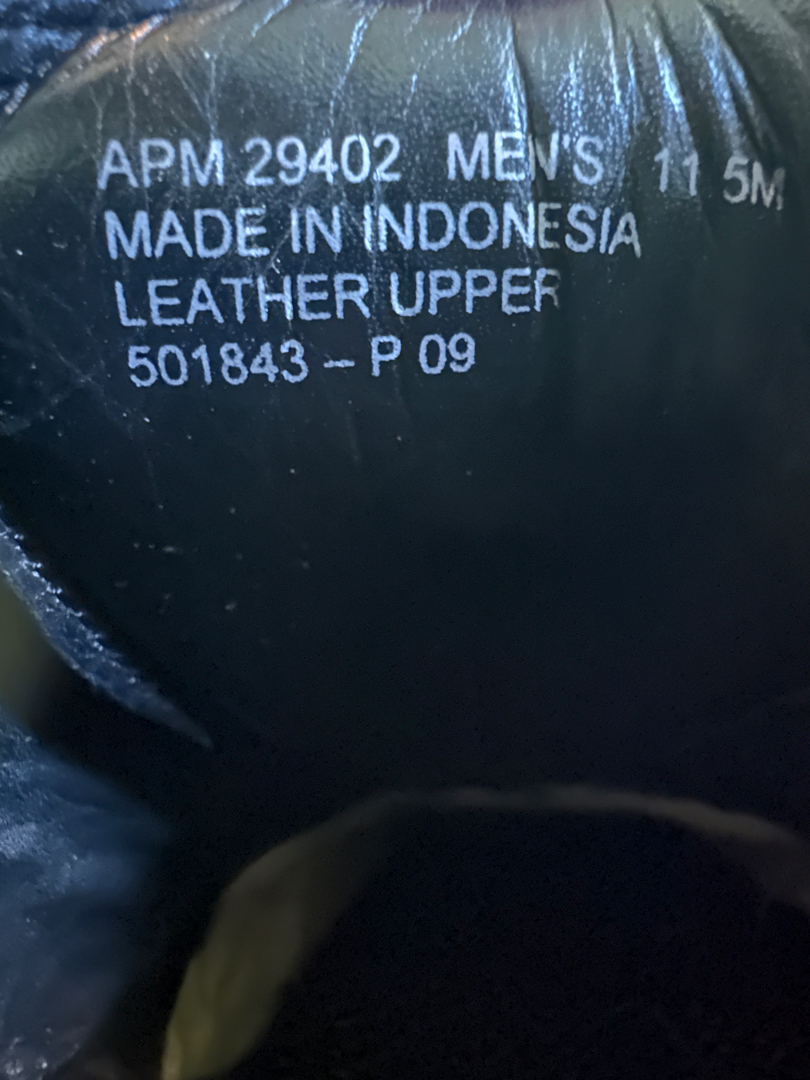 APM 29402 MEN'S 11 5M
MADE IN INDONESIA
LEATHER UPPER
501843 – P 09